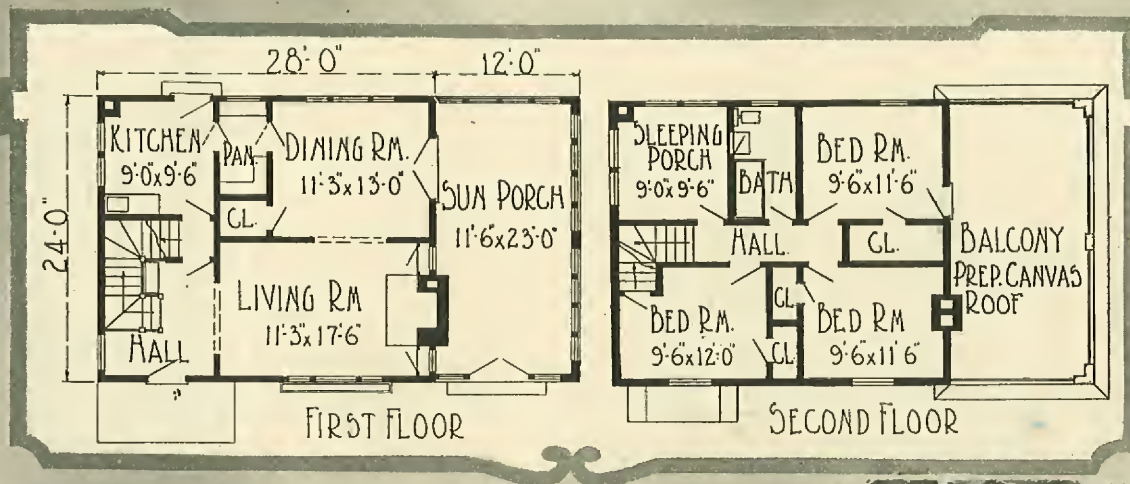 28'-0"
12'-0"
24'-0"
KITCHEN
9'-0x9'-6"
PAN.
DINING RM.
11'-3"x13'-0"
CL.
SUN PORCH
11'-6"x23'-0"
LIVING RM
11'-3"x17'-6"
HALL
FIRST FLOOR
SLEEPING
PORCH
9'-0"x9'-6"
BATH
BED RM.
9'-6"x11'-6"
HALL.
CL.
BALCONY
PREP. CANVAS
ROOF
BED RM.
9'-6"x12'-0"
CL
CL
BED RM
9'-6"x11'6"
SECOND FLOOR